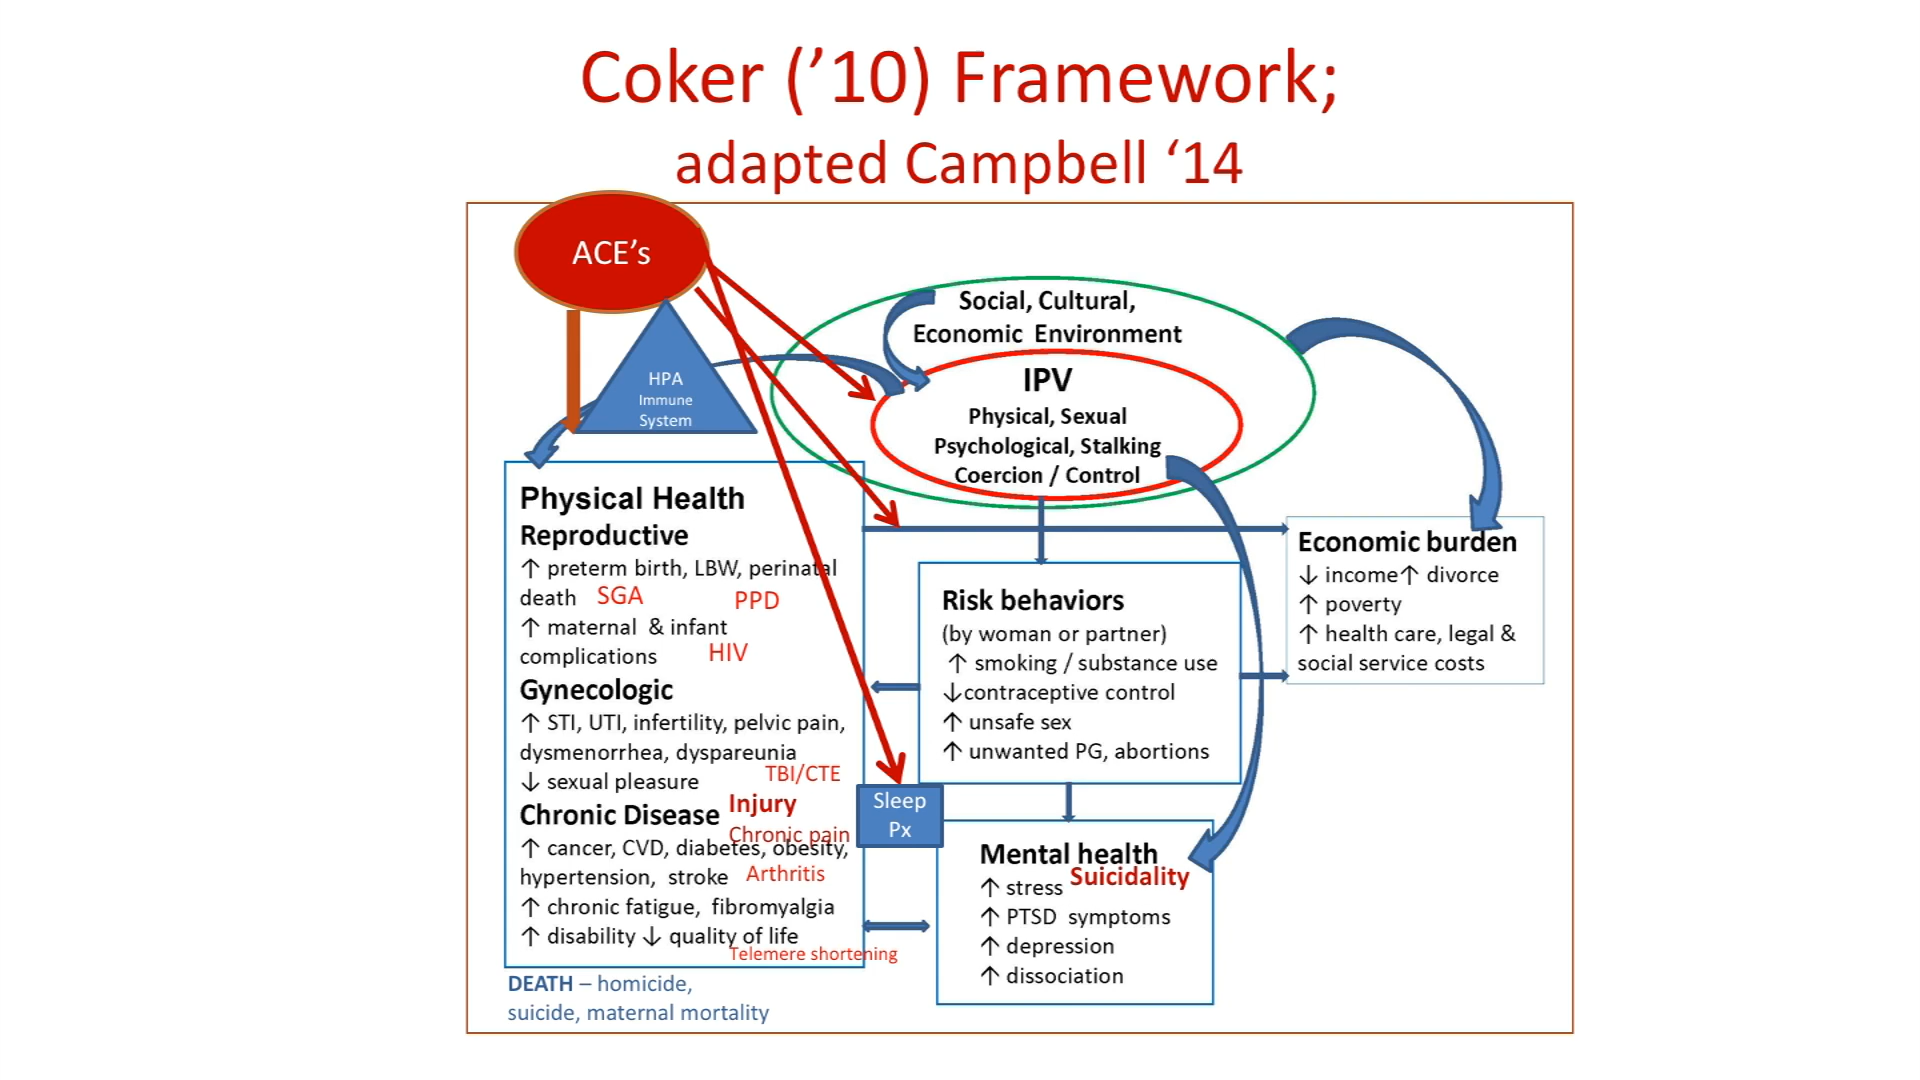 Coker (’10) Framework;
adapted Campbell ‘14
ACE’s
HPA
Immune
System
Social, Cultural,
Economic Environment
IPV
Physical, Sexual
Psychological, Stalking
Coercion / Control
Physical Health
Reproductive
↑ preterm birth, LBW, perinatal
death SGA PPD
↑ maternal & infant
complications HIV
Gynecologic
↑ STI, UTI, infertility, pelvic pain,
dysmenorrhea, dyspareunia
↓ sexual pleasure TBI/CTE
Injury
Chronic Disease
Chronic pain
↑ cancer, CVD, diabetes, obesity,
hypertension, stroke Arthritis
↑ chronic fatigue, fibromyalgia
↑ disability ↓ quality of life
Telemere shortening
DEATH – homicide,
suicide, maternal mortality
Risk behaviors
(by woman or partner)
↑ smoking / substance use
↓contraceptive control
↑ unsafe sex
↑ unwanted PG, abortions
Sleep
Px
Mental health
Suicidality
↑ stress
↑ PTSD symptoms
↑ depression
↑ dissociation
Economic burden
↓ income↑ divorce
↑ poverty
↑ health care, legal &
social service costs